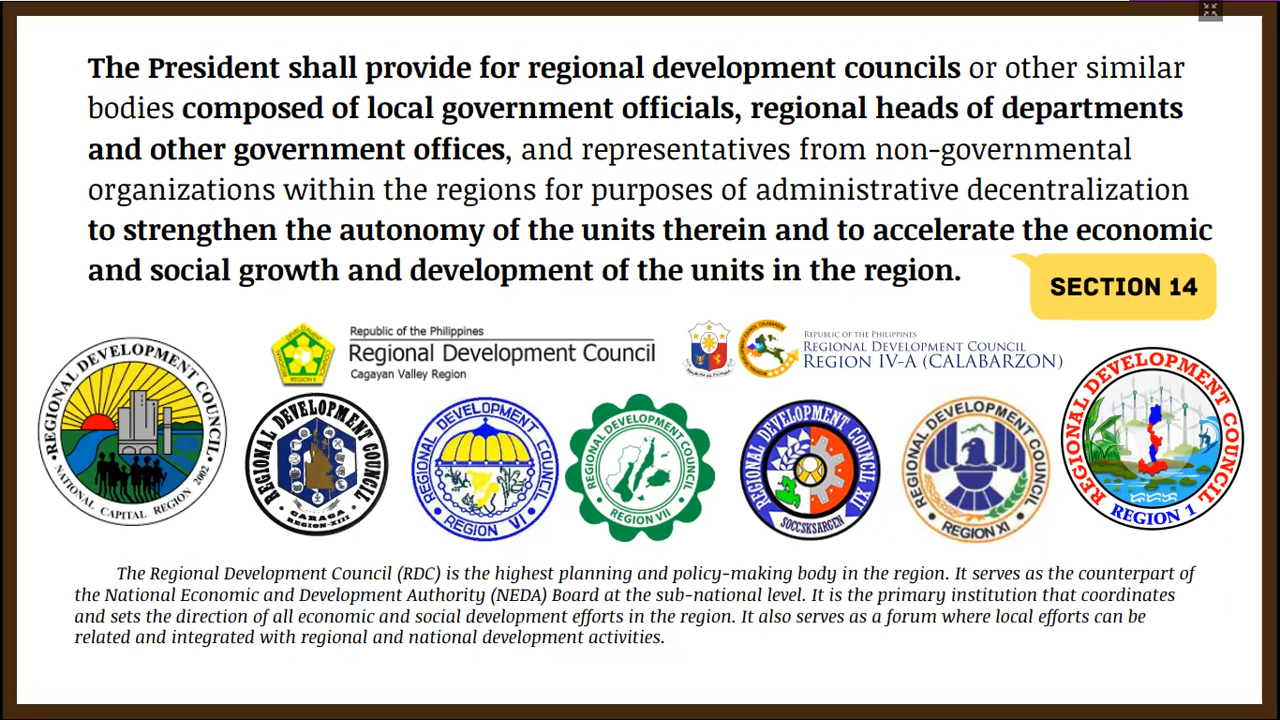 The President shall provide for regional development councils or other similar
bodies composed of local government officials, regional heads of departments
and other government offices, and representatives from non-governmental
organizations within the regions for purposes of administrative decentralization
to strengthen the autonomy of the units therein and to accelerate the economic
and social growth and development of the units in the region.
SECTION 14
REGIONAL DEVELOPMENT COUNCIL
NATIONAL CAPITAL REGION 2002
Republic of the Philippines
Regional Development Council
Cagayan Valley Region
REPUBLIC OF THE PHILIPPINES
REGIONAL DEVELOPMENT COUNCIL
REGION IV-A (CALABARZON)
REGIONAL DEVELOPMENT COUNCIL
CARAGA
REGION-XIII
REGIONAL DEVELOPMENT COUNCIL
REGION VI
REGIONAL DEVELOPMENT COUNCIL
REGION VII
REGIONAL DEVELOPMENT COUNCIL XII
SOCCSKSARGEN
REGIONAL DEVELOPMENT COUNCIL
REGION XI
REGIONAL DEVELOPMENT COUNCIL
REGION 1
The Regional Development Council (RDC) is the highest planning and policy-making body in the region. It serves as the counterpart of
the National Economic and Development Authority (NEDA) Board at the sub-national level. It is the primary institution that coordinates
and sets the direction of all economic and social development efforts in the region. It also serves as a forum where local efforts can be
related and integrated with regional and national development activities.